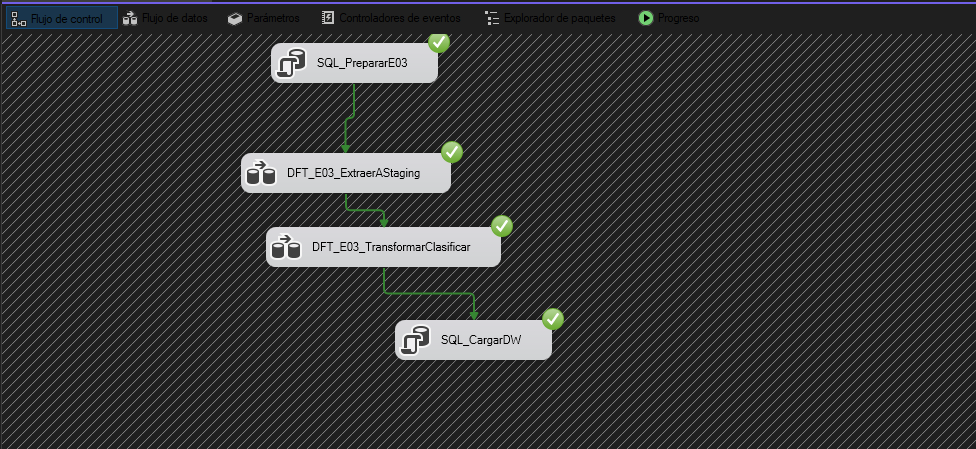 Flujo de control Flujo de datos Parámetros Controladores de eventos Explorador de paquetes Progreso
SQL_PrepararE03
DFT_E03_ExtraerAStaging
DFT_E03_TransformarClasificar
SQL_CargarDW